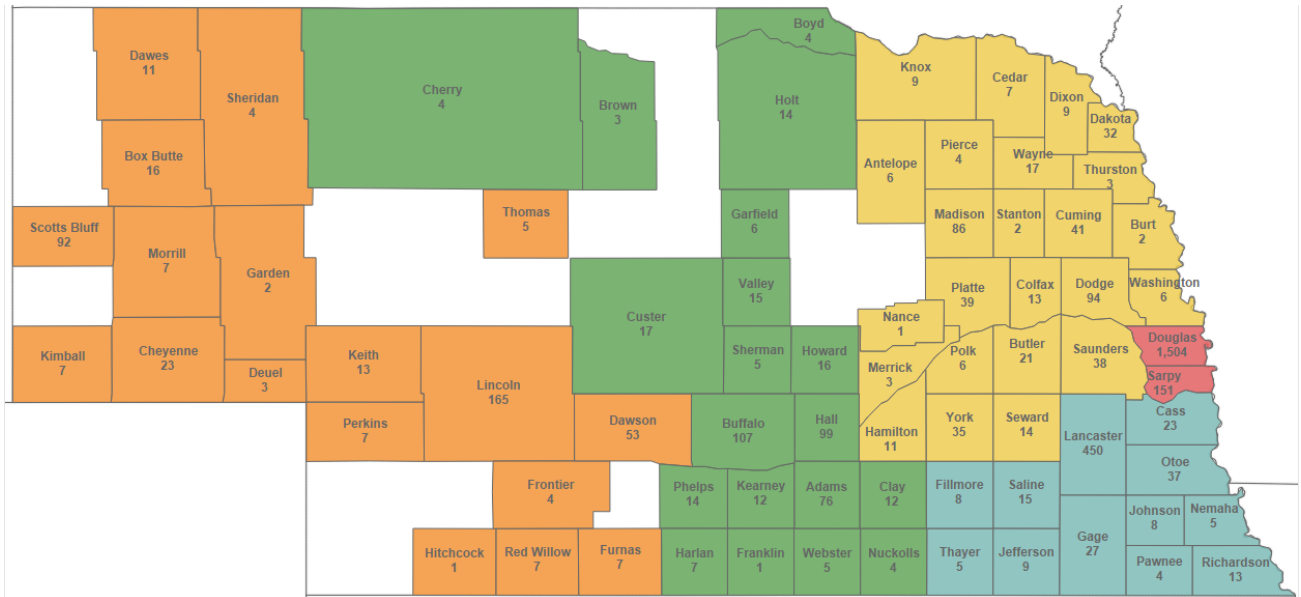 Boyd
4
Dawes
11
Sheridan
4
Cherry
4
Brown
3
Holt
14
Knox
9
Cedar
7
Dixon
9
Dakota
32
Box Butte
16
Antelope
6
Pierce
4
Wayne
17
Thurston
3
Scotts Bluff
92
Morrill
7
Garden
2
Thomas
5
Garfield
6
Madison
86
Stanton
2
Cuming
41
Burt
2
Valley
15
Platte
39
Colfax
13
Dodge
94
Washington
6
Custer
17
Nance
1
Kimball
7
Cheyenne
23
Deuel
3
Keith
13
Lincoln
165
Sherman
5
Howard
16
Merrick
3
Polk
6
Butler
21
Saunders
38
Douglas
1,504
Sarpy
151
Perkins
7
Dawson
53
Buffalo
107
Hall
99
Hamilton
11
York
35
Seward
14
Lancaster
450
Cass
23
Otoe
37
Frontier
4
Phelps
14
Kearney
12
Adams
76
Clay
12
Fillmore
8
Saline
15
Gage
27
Johnson
8
Nemaha
5
Hitchcock
1
Red Willow
7
Furnas
7
Harlan
7
Franklin
1
Webster
5
Nuckolls
4
Thayer
5
Jefferson
9
Pawnee
4
Richardson
13